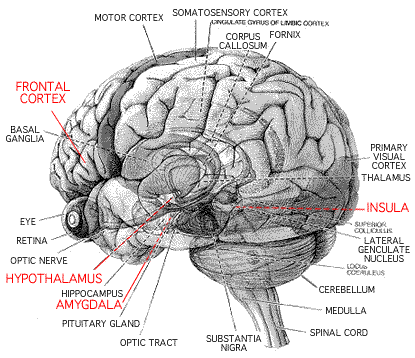 MOTOR CORTEX
SOMATOSENSORY CORTEX
CINGULATE GYRUS OF LIMBIC CORTEX
CORPUS
CALLOSUM
FORNIX
FRONTAL
CORTEX
BASAL
GANGLIA
PRIMARY
VISUAL
CORTEX
THALAMUS
INSULA
EYE
RETINA
OPTIC NERVE
SUPERIOR
COLLICULUS
LATERAL
GENICULATE
NUCLEUS
HYPOTHALAMUS
LOCUS
COERULEUS
HIPPOCAMPUS
AMYGDALA
CEREBELLUM
PITUITARY GLAND
MEDULLA
OPTIC TRACT
SUBSTANTIA
NIGRA
SPINAL CORD